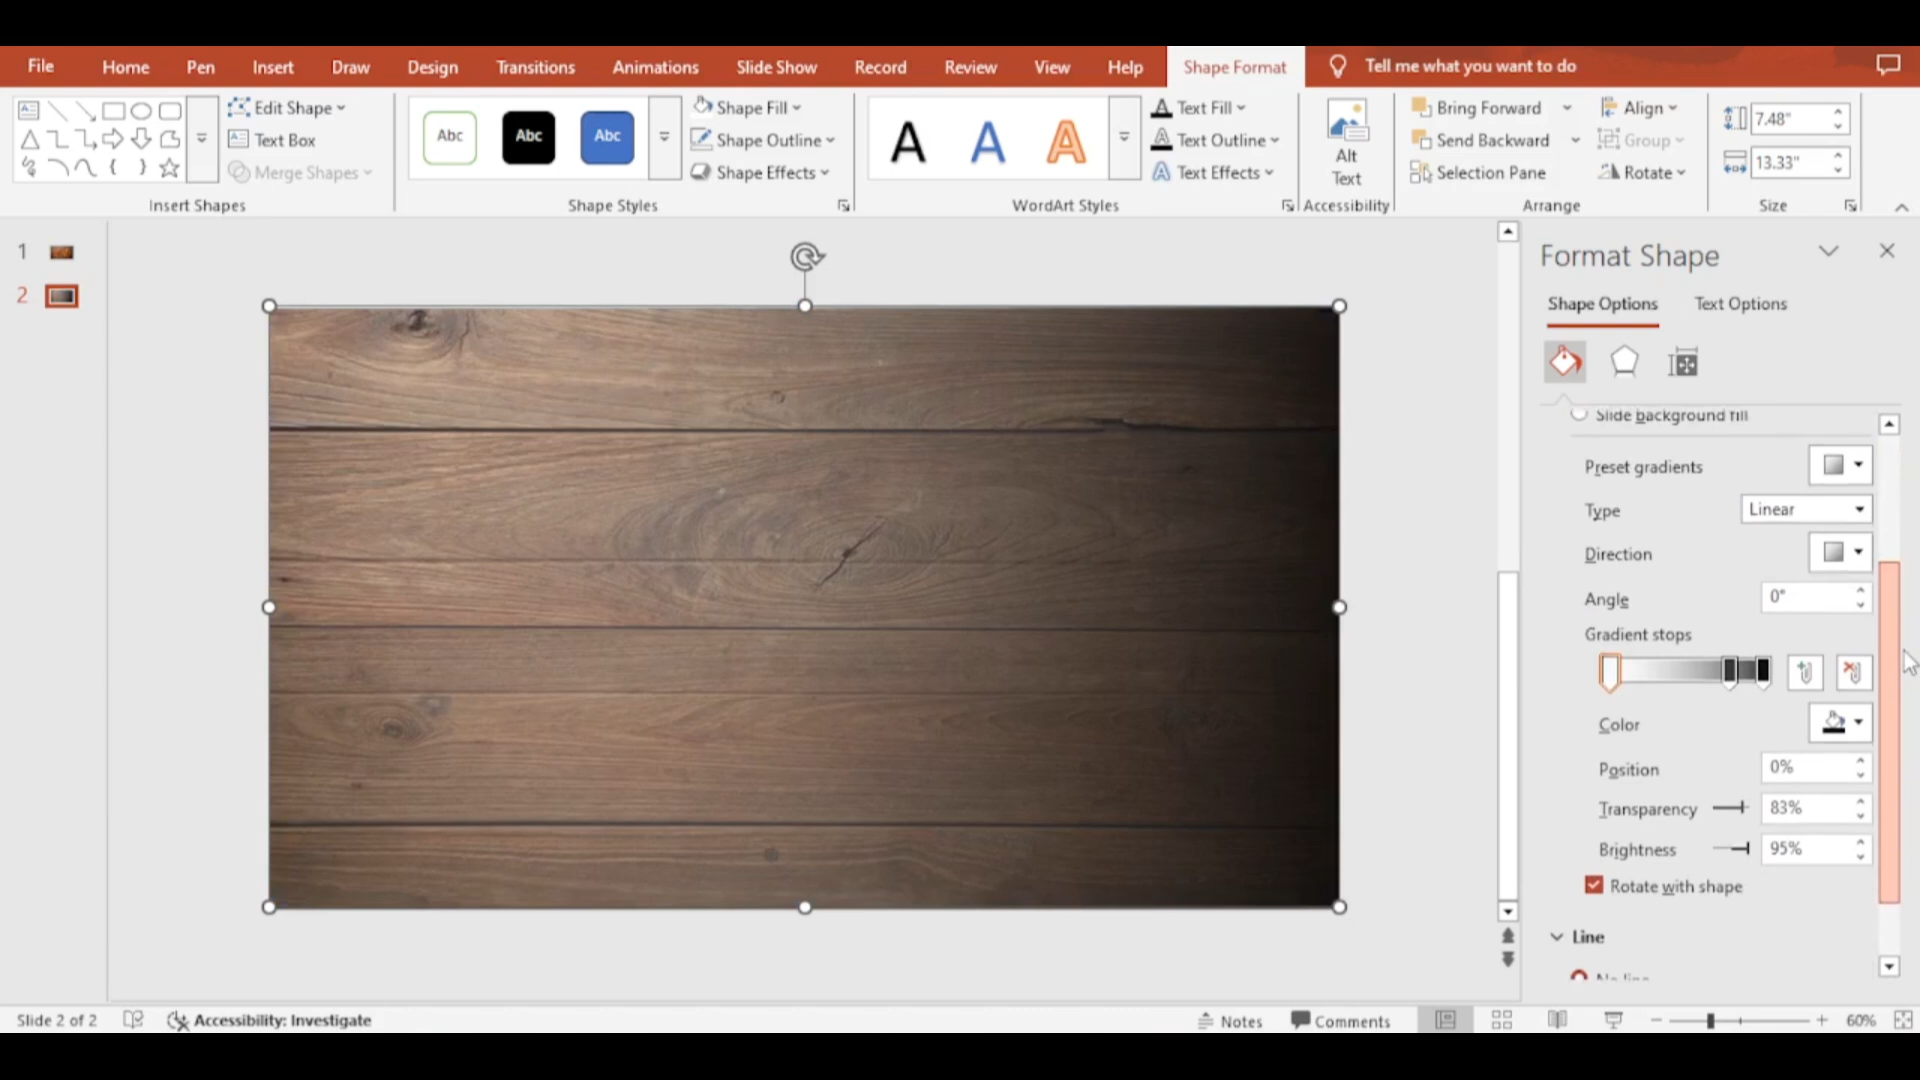 File Home Pen Insert Draw Design Transitions Animations Slide Show Record Review View Help Shape Format Tell me what you want to do
Edit Shape
Text Box
Merge Shapes
Insert Shapes
Abc Abc Abc
Shape Fill
Shape Outline
Shape Effects
Shape Styles
A A A
Text Fill
Text Outline
Text Effects
WordArt Styles
Alt
Text
Accessibility
Bring Forward
Send Backward
Selection Pane
Align
Group
Rotate
Arrange
7.48"
13.33"
Size
1
2
Format Shape
Shape Options Text Options
Slide background fill
Preset gradients
Type Linear
Direction
Angle 0°
Gradient stops
Color
Position 0%
Transparency 83%
Brightness 95%
Rotate with shape
Line
No line
Slide 2 of 2 Accessibility: Investigate Notes Comments 60%